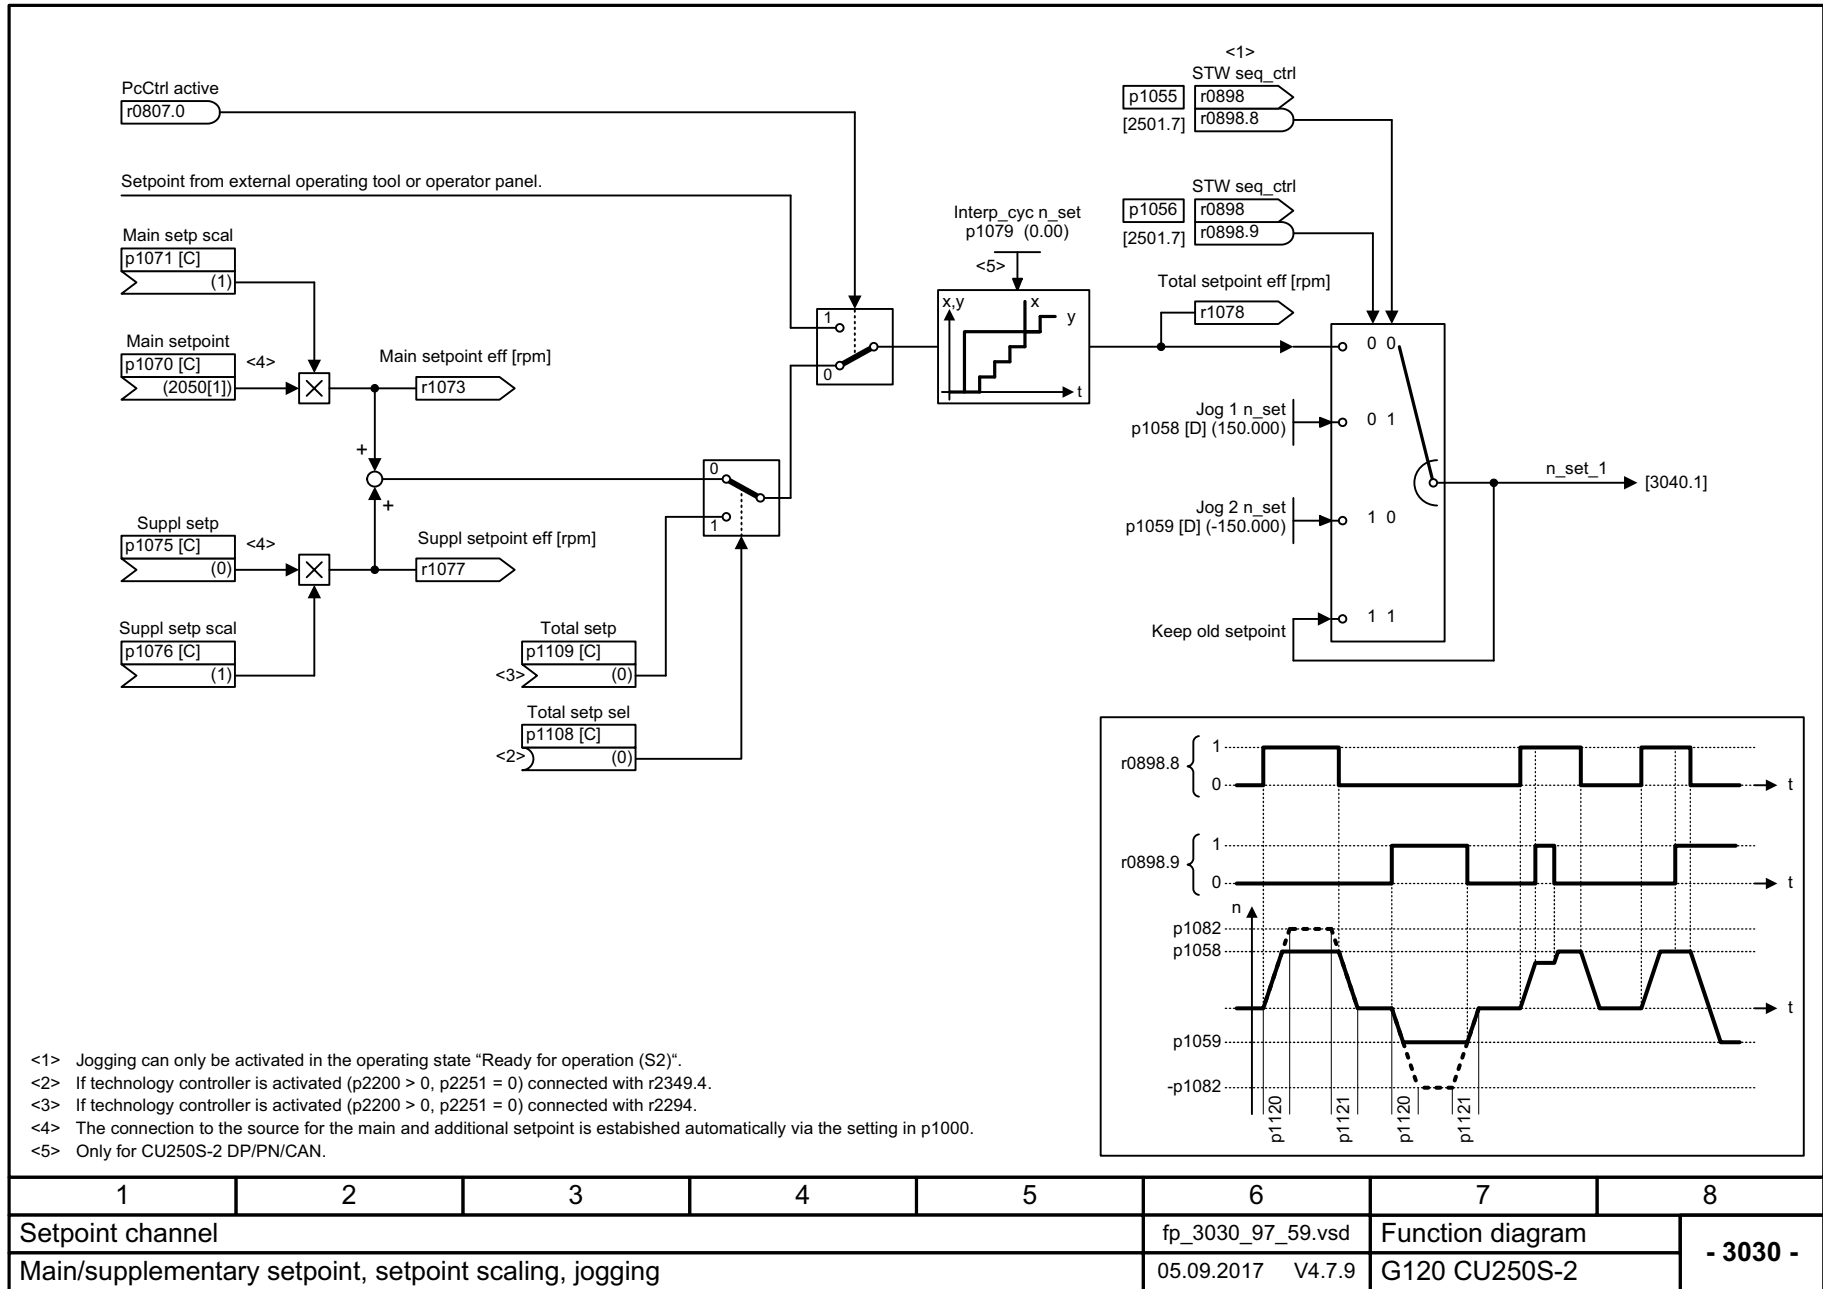 <1>
STW seq_ctrl
p1055 r0898
[2501.7] r0898.8
PcCtrl active
r0807.0
Setpoint from external operating tool or operator panel.
STW seq_ctrl
p1056 r0898
[2501.7] r0898.9
Interp_cyc n_set
p1079 (0.00)
<5>
Main setp scal
p1071 [C]
(1)
Total setpoint eff [rpm]
r1078
x,y
x
y
t
1
0
Main setpoint
p1070 [C]
(2050[1])
<4>
Main setpoint eff [rpm]
r1073
0 0
Jog 1 n_set
p1058 [D] (150.000)
0 1
+
+
0
1
n_set_1
[3040.1]
Jog 2 n_set
p1059 [D] (-150.000)
1 0
Suppl setp
p1075 [C]
(0)
<4>
Suppl setpoint eff [rpm]
r1077
Suppl setp scal
p1076 [C]
(1)
Total setp
p1109 [C]
<3> (0)
Keep old setpoint
1 1
Total setp sel
p1108 [C]
<2> (0)
r0898.8
1
0
t
r0898.9
1
0
t
n
p1082
p1058
t
p1059
-p1082
p1120
p1121
p1120
p1121
<1> Jogging can only be activated in the operating state “Ready for operation (S2)“.
<2> If technology controller is activated (p2200 > 0, p2251 = 0) connected with r2349.4.
<3> If technology controller is activated (p2200 > 0, p2251 = 0) connected with r2294.
<4> The connection to the source for the main and additional setpoint is estabished automatically via the setting in p1000.
<5> Only for CU250S-2 DP/PN/CAN.
1 2 3 4 5 6 7 8
Setpoint channel
fp_3030_97_59.vsd
Function diagram
- 3030 -
Main/supplementary setpoint, setpoint scaling, jogging
05.09.2017 V4.7.9
G120 CU250S-2